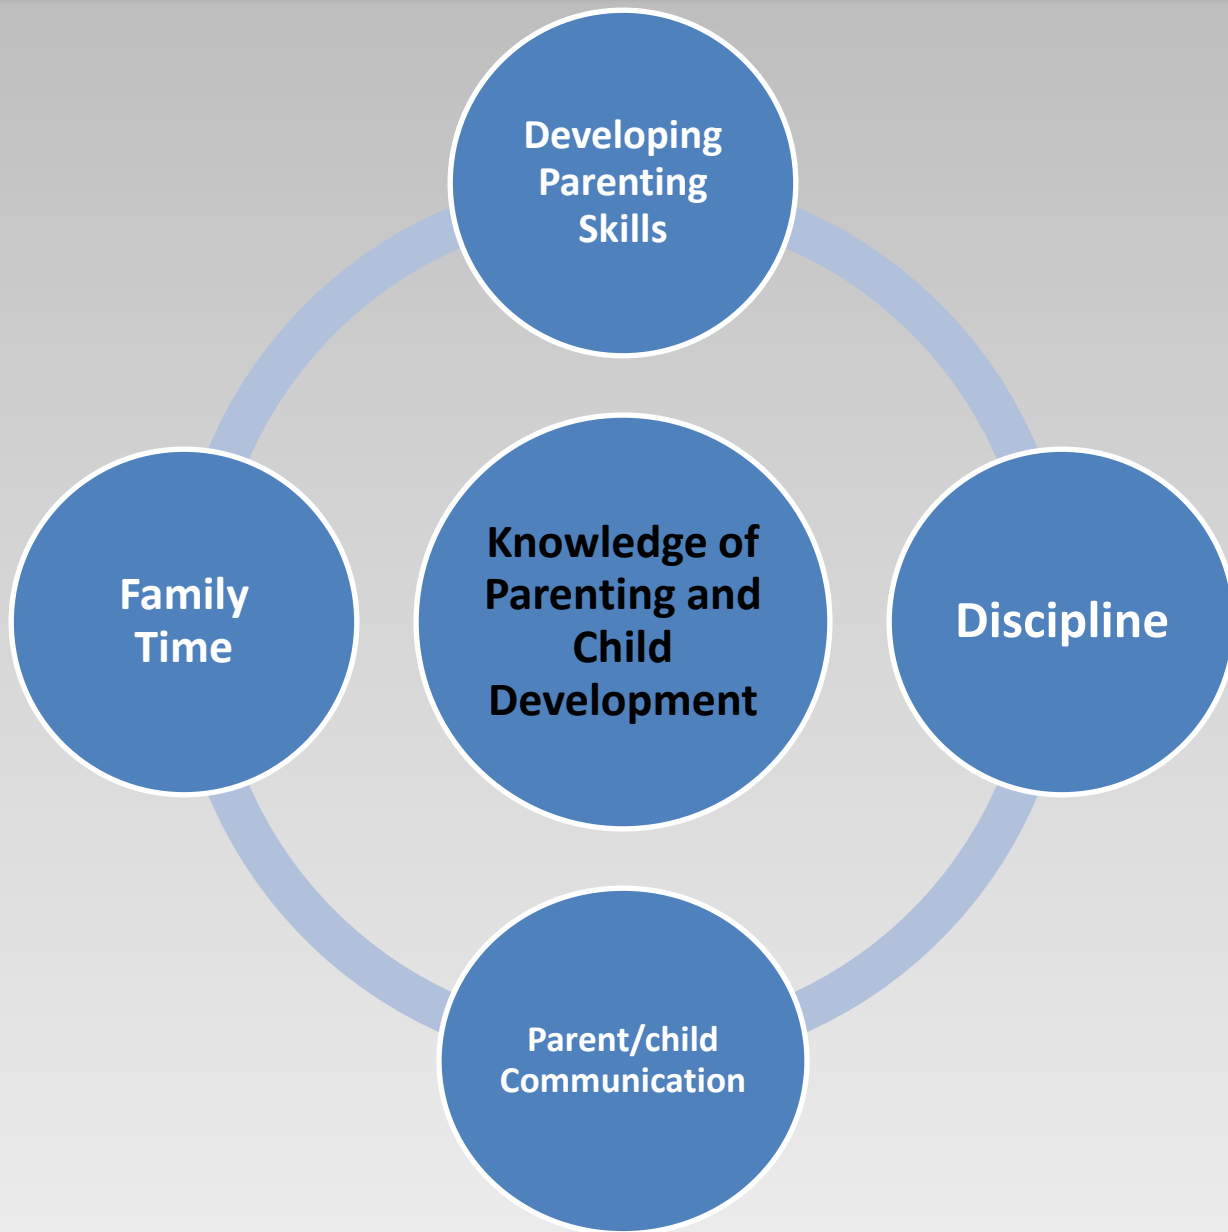 Developing
Parenting
Skills
Family
Time
Knowledge of
Parenting and
Child
Development
Discipline
Parent/child
Communication